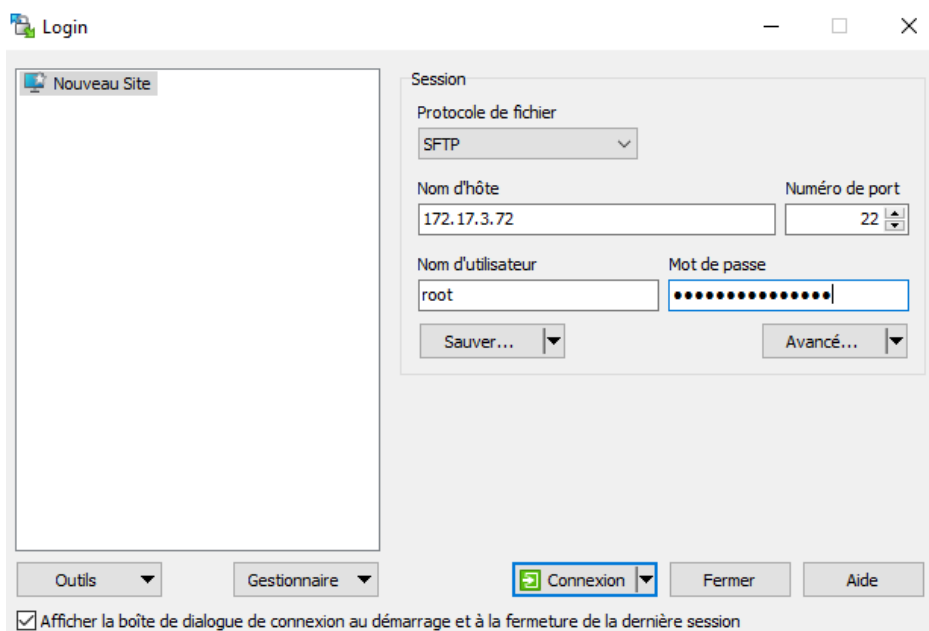 Login
Nouveau Site
Session
Protocole de fichier
SFTP
Nom d'hôte Numéro de port
172.17.3.72 22
Nom d'utilisateur Mot de passe
root ●●●●●●●●●●●●●●●
Sauver... Avancé...
Outils Gestionnaire Connexion Fermer Aide
Afficher la boîte de dialogue de connexion au démarrage et à la fermeture de la dernière session